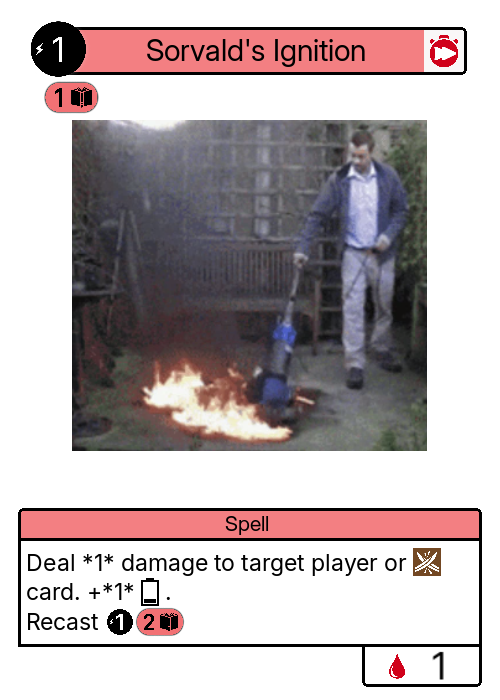 1 Sorvald's Ignition
1
Spell
Deal *1* damage to target player or
card. +*1* .
Recast 1 2
1